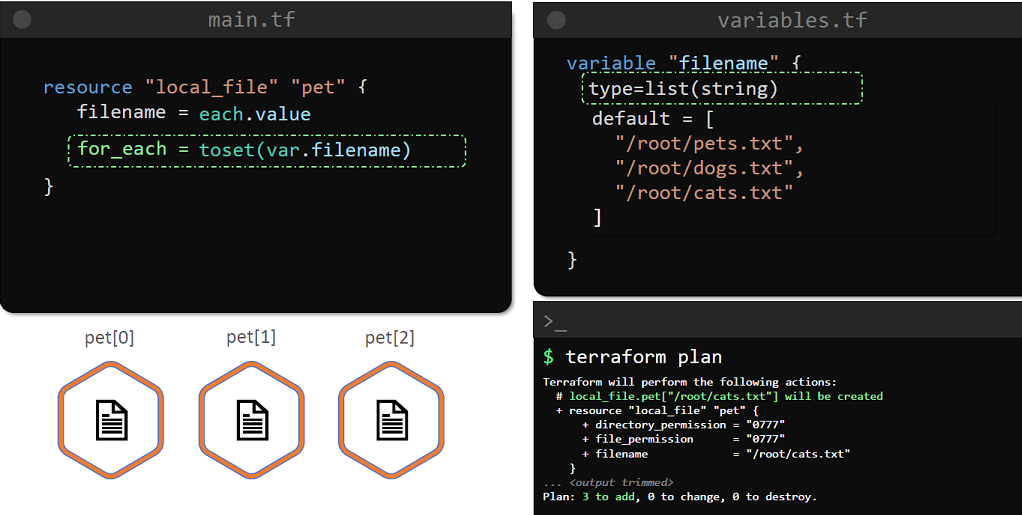 main.tf
resource "local_file" "pet" {
filename = each.value
for_each = toset(var.filename)
}
pet[0]
pet[1]
pet[2]
variables.tf
variable "filename" {
type=list(string)
default = [
"/root/pets.txt",
"/root/dogs.txt",
"/root/cats.txt"
]
}
>_
$ terraform plan
Terraform will perform the following actions:
# local_file.pet["/root/cats.txt"] will be created
+ resource "local_file" "pet" {
+ directory_permission = "0777"
+ file_permission = "0777"
+ filename = "/root/cats.txt"
}
... <output trimmed>
Plan: 3 to add, 0 to change, 0 to destroy.